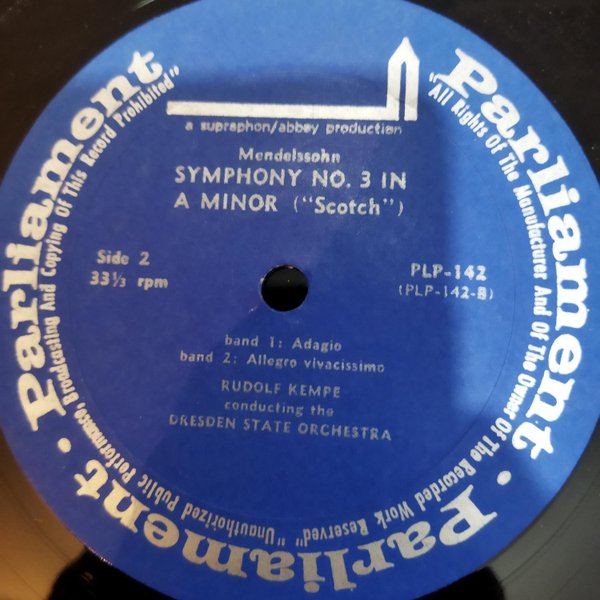 a supraphon/abbey production
Mendelssohn
SYMPHONY NO. 3 IN
A MINOR ("Scotch")
Side 2
33⅓ rpm
PLP-142
(PLP-142-B)
band 1: Adagio
band 2: Allegro vivacissimo
RUDOLF KEMPE
conducting the
DRESDEN STATE ORCHESTRA
Parliament · Parliament · Parliament · Parliament
"All Rights Of The Manufacturer And Of The Owner Of The Recorded Work Reserved" "Unauthorized Public Performance, Broadcasting And Copying Of This Record Prohibited"